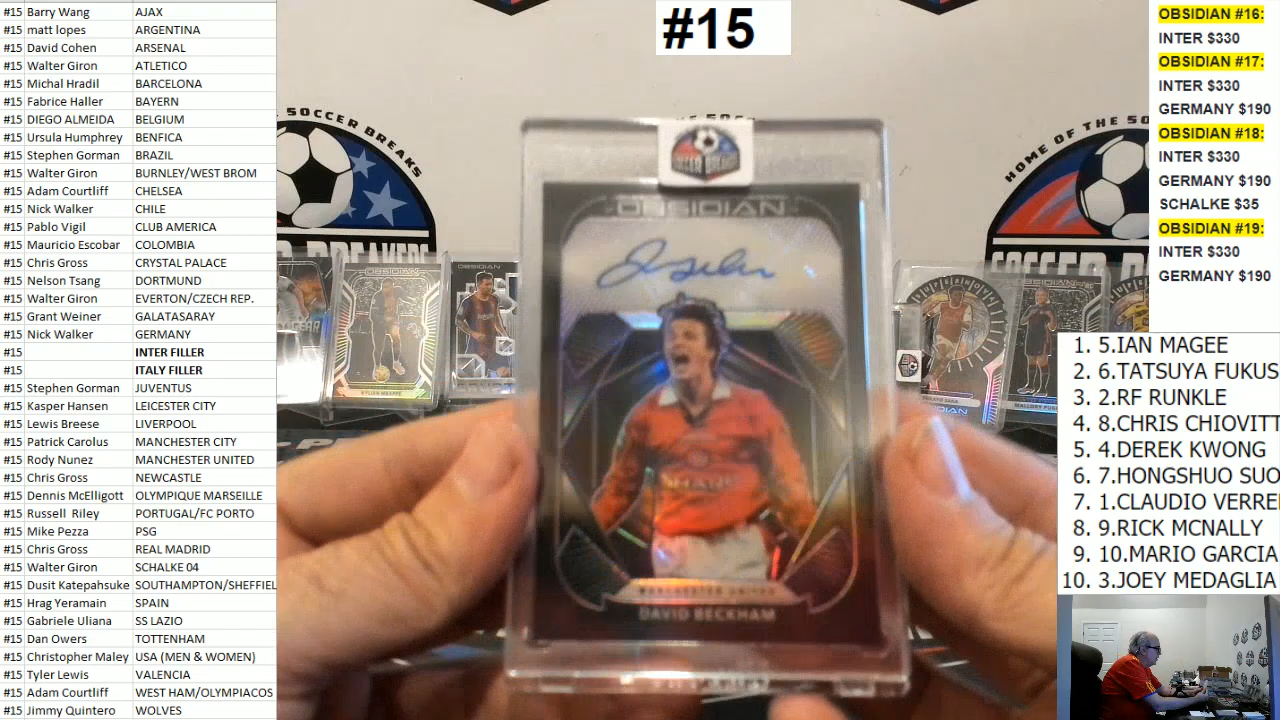 #15 Barry Wang AJAX
#15 matt lopes ARGENTINA
#15 David Cohen ARSENAL
#15 Walter Giron ATLETICO
#15 Michal Hradil BARCELONA
#15 Fabrice Haller BAYERN
#15 DIEGO ALMEIDA BELGIUM
#15 Ursula Humphrey BENFICA
#15 Stephen Gorman BRAZIL
#15 Walter Giron BURNLEY/WEST BROM
#15 Adam Courtliff CHELSEA
#15 Nick Walker CHILE
#15 Pablo Vigil CLUB AMERICA
#15 Mauricio Escobar COLOMBIA
#15 Chris Gross CRYSTAL PALACE
#15 Nelson Tsang DORTMUND
#15 Walter Giron EVERTON/CZECH REP.
#15 Grant Weiner GALATASARAY
#15 Nick Walker GERMANY
#15 INTER FILLER
#15 ITALY FILLER
#15 Stephen Gorman JUVENTUS
#15 Kasper Hansen LEICESTER CITY
#15 Lewis Breese LIVERPOOL
#15 Patrick Carolus MANCHESTER CITY
#15 Rody Nunez MANCHESTER UNITED
#15 Chris Gross NEWCASTLE
#15 Dennis McElligott OLYMPIQUE MARSEILLE
#15 Russell Riley PORTUGAL/FC PORTO
#15 Mike Pezza PSG
#15 Chris Gross REAL MADRID
#15 Walter Giron SCHALKE 04
#15 Dusit Katepahsuke SOUTHAMPTON/SHEFFIEL
#15 Hrag Yeramain SPAIN
#15 Gabriele Uliana SS LAZIO
#15 Dan Owers TOTTENHAM
#15 Christopher Maley USA (MEN & WOMEN)
#15 Tyler Lewis VALENCIA
#15 Adam Courtliff WEST HAM/OLYMPIACOS
#15 Jimmy Quintero WOLVES
#15
SOCCER BREAKS
HOME OF THE SO
OBSIDIAN
MANCHESTER UNITED
DAVID BECKHAM
SHARP
OBSIDIAN
KYLIAN MBAPPE
OBSIDIAN
OBSIDIAN #16:
INTER $330
OBSIDIAN #17:
INTER $330
GERMANY $190
OBSIDIAN #18:
INTER $330
GERMANY $190
SCHALKE $35
OBSIDIAN #19:
INTER $330
GERMANY $190
1. 5.IAN MAGEE
2 6.TATSUYA FUKUS
3 2.RF RUNKLE
4 8.CHRIS CHIOVITT
5 4.DEREK KWONG
6 7.HONGSHUO SUO
7 1.CLAUDIO VERRE
8 9.RICK MCNALLY
9 10.MARIO GARCIA
10. 3.JOEY MEDAGLIA